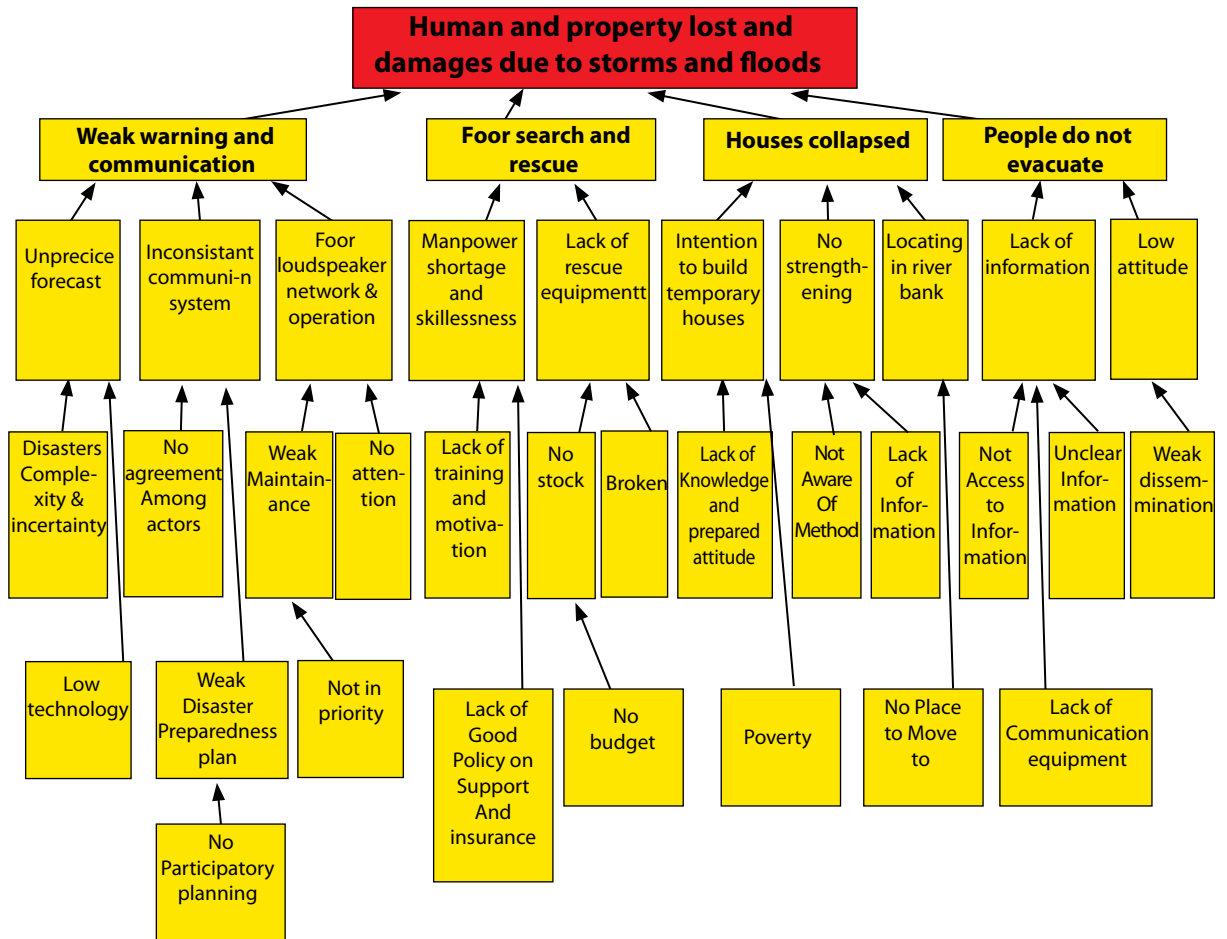 Human and property lost and
damages due to storms and floods
Weak warning and
communication
Foor search and
rescue
Houses collapsed
People do not
evacuate
Unprecice
forecast
Inconsistant
communi-n
system
Foor
loudspeaker
network &
operation
Manpower
shortage
and
skillessness
Lack of
rescue
equipmentt
Intention
to build
temporary
houses
No
strength-
ening
Locating
in river
bank
Lack of
information
Low
attitude
Disasters
Comple-
xity &
incertainty
No
agreement
Among
actors
Weak
Maintain-
ance
No
atten-
tion
Lack of
training
and
motiva-
tion
No
stock
Broken
Lack of
Knowledge
and
prepared
attitude
Not
Aware
Of
Method
Lack
of
Infor-
mation
Not
Access
to
Infor-
mation
Unclear
Infor-
mation
Weak
dissem-
mination
Low
technology
Weak
Disaster
Preparedness
plan
Not in
priority
Lack of
Good
Policy on
Support
And
insurance
No
budget
Poverty
No Place
to Move
to
Lack of
Communication
equipment
No
Participatory
planning